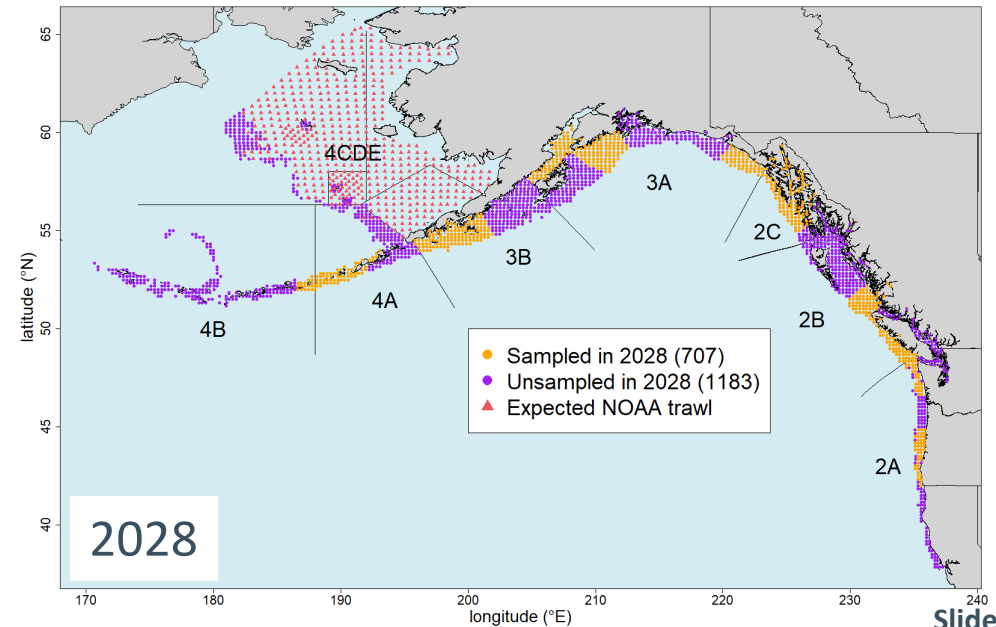 65
60
55
50
45
40
latitude (°N)
4CDE
3A
2C
3B
4A
2B
4B
Sampled in 2028 (707)
Unsampled in 2028 (1183)
Expected NOAA trawl
2A
2028
170
180
190
200
210
220
230
240
longitude (°E)
Slide